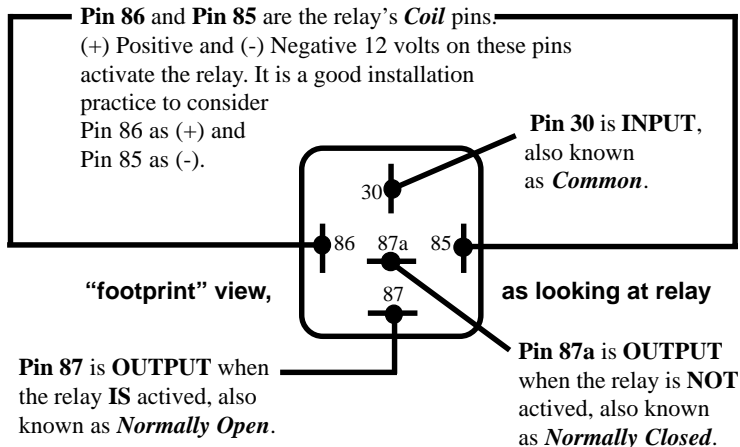 Pin 86 and Pin 85 are the relay's Coil pins.
(+) Positive and (-) Negative 12 volts on these pins
activate the relay. It is a good installation
practice to consider
Pin 86 as (+) and
Pin 85 as (-).
Pin 30 is INPUT,
also known
as Common.
30
86
87a
85
87
“footprint” view,
as looking at relay
Pin 87 is OUTPUT when
the relay IS actived, also
known as Normally Open.
Pin 87a is OUTPUT
when the relay is NOT
actived, also known
as Normally Closed.